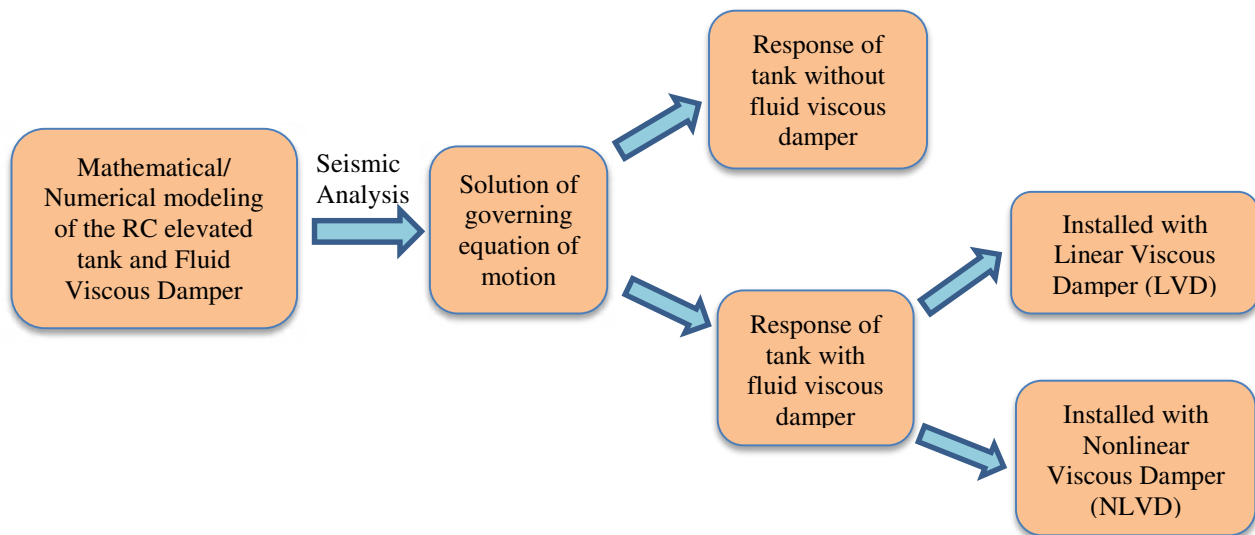 Mathematical/
Numerical modeling
of the RC elevated
tank and Fluid
Viscous Damper
Seismic
Analysis
Solution of
governing
equation of
motion
Response of
tank without
fluid viscous
damper
Response of
tank with
fluid viscous
damper
Installed with
Linear Viscous
Damper (LVD)
Installed with
Nonlinear
Viscous Damper
(NLVD)